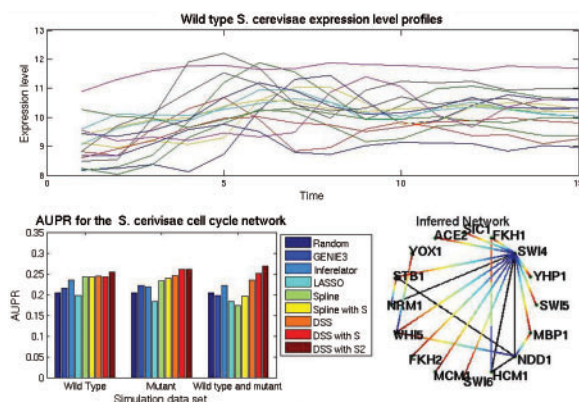 Wild type S. cerevisae expression level profiles
13
12
11
10
9
8
0
5
10
15
Expression level
Time
AUPR for the S. cerivisae cell cycle network
0.35
0.3
0.25
0.2
0.15
0.1
0.05
0
AUPR
Wild Type
Mutant
Wild type and mutant
Simulation data set
Random
GENIE3
Inferelator
LASSO
Spline
Spline with S
DSS
DSS with S
DSS with S2
Inferred Network
SIC1
ACE2
FKH1
SWI4
YOX1
YHP1
STB1
SWI5
NRM1
MBP1
WHI5
NDD1
FKH2
HCM1
MCM1
SWI6